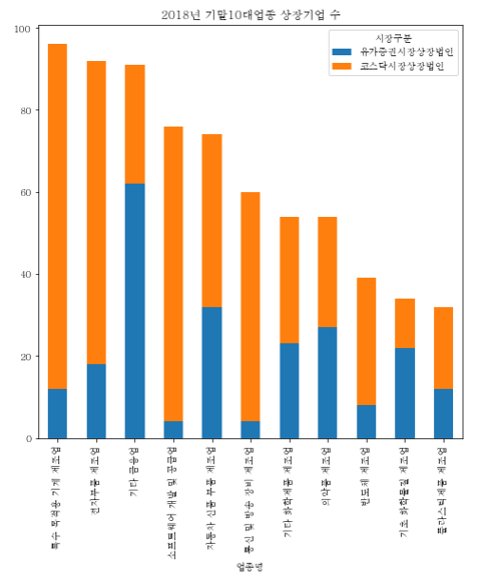 2018년 기말10대업종 상장기업 수
시장구분
유가증권시장상장법인
코스닥시장상장법인
100
80
60
40
20
0
특수 목적용 기계 제조업
전자부품 제조업
기타 금융업
소프트웨어 개발 및 공급업
자동차 신품 부품 제조업
통신 및 방송 장비 제조업
기타 화학제품 제조업
의약품 제조업
반도체 제조업
기초 화학물질 제조업
플라스틱제품 제조업
업종명